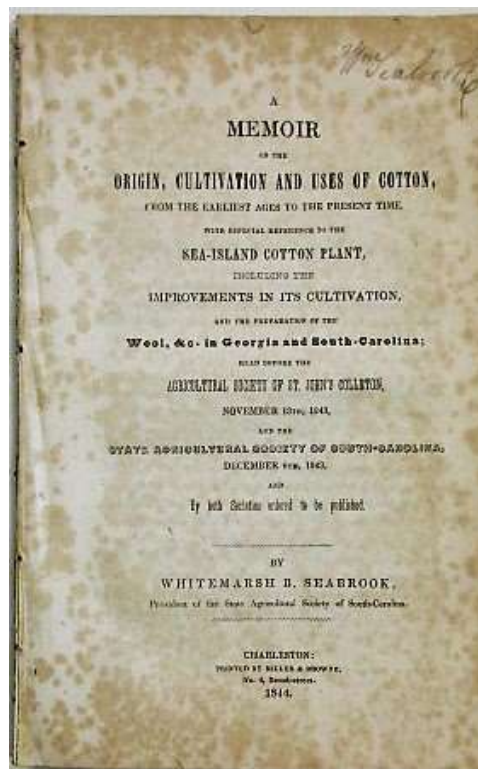 Wm
Seabrook
A
MEMOIR
ON THE
ORIGIN, CULTIVATION AND USES OF COTTON,
FROM THE EARLIEST AGES TO THE PRESENT TIME,
WITH ESPECIAL REFERENCE TO THE
SEA-ISLAND COTTON PLANT,
INCLUDING THE
IMPROVEMENTS IN ITS CULTIVATION,
AND THE PREPARATION OF THE
Wool, &c. in Georgia and South-Carolina;
READ BEFORE THE
AGRICULTURAL SOCIETY OF ST. JOHN'S COLLETON,
NOVEMBER 13TH, 1843,
AND THE
STATE AGRICULTURAL SOCIETY OF SOUTH-CAROLINA,
DECEMBER 6TH, 1843,
AND
By both Societies ordered to be published.
BY
WHITEMARSH B. SEABROOK,
President of the State Agricultural Society of South-Carolina.
CHARLESTON:
PRINTED BY MILLER & BROWNE,
No. 4, Broad-street.
1844.